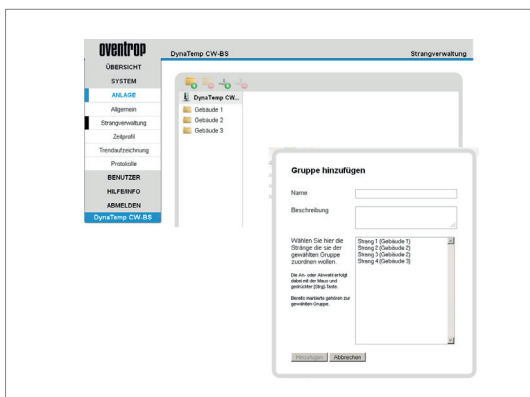 oventrop
DynaTemp CW-BS
Strangverwaltung
ÜBERSICHT
SYSTEM
ANLAGE
Allgemein
Strangverwaltung
Zeitprofil
Trendaufzeichnung
Protokolle
BENUTZER
HILFE/INFO
ABMELDEN
DynaTemp CW-BS
DynaTemp CW...
Gebäude 1
Gebäude 2
Gebäude 3
Gruppe hinzufügen
Name
Beschreibung
Wählen Sie hier die
Stränge die sie der
gewählten Gruppe
zuordnen wollen.
Die An- oder Abwahl erfolgt
dabei mit der Maus und
gedrückter [Strg]-Taste.
Bereits markierte gehören zur
gewählten Gruppe.
Strang 1 (Gebäude 1)
Strang 2 (Gebäude 2)
Strang 3 (Gebäude 2)
Strang 4 (Gebäude 3)
Hinzufügen
Abbrechen